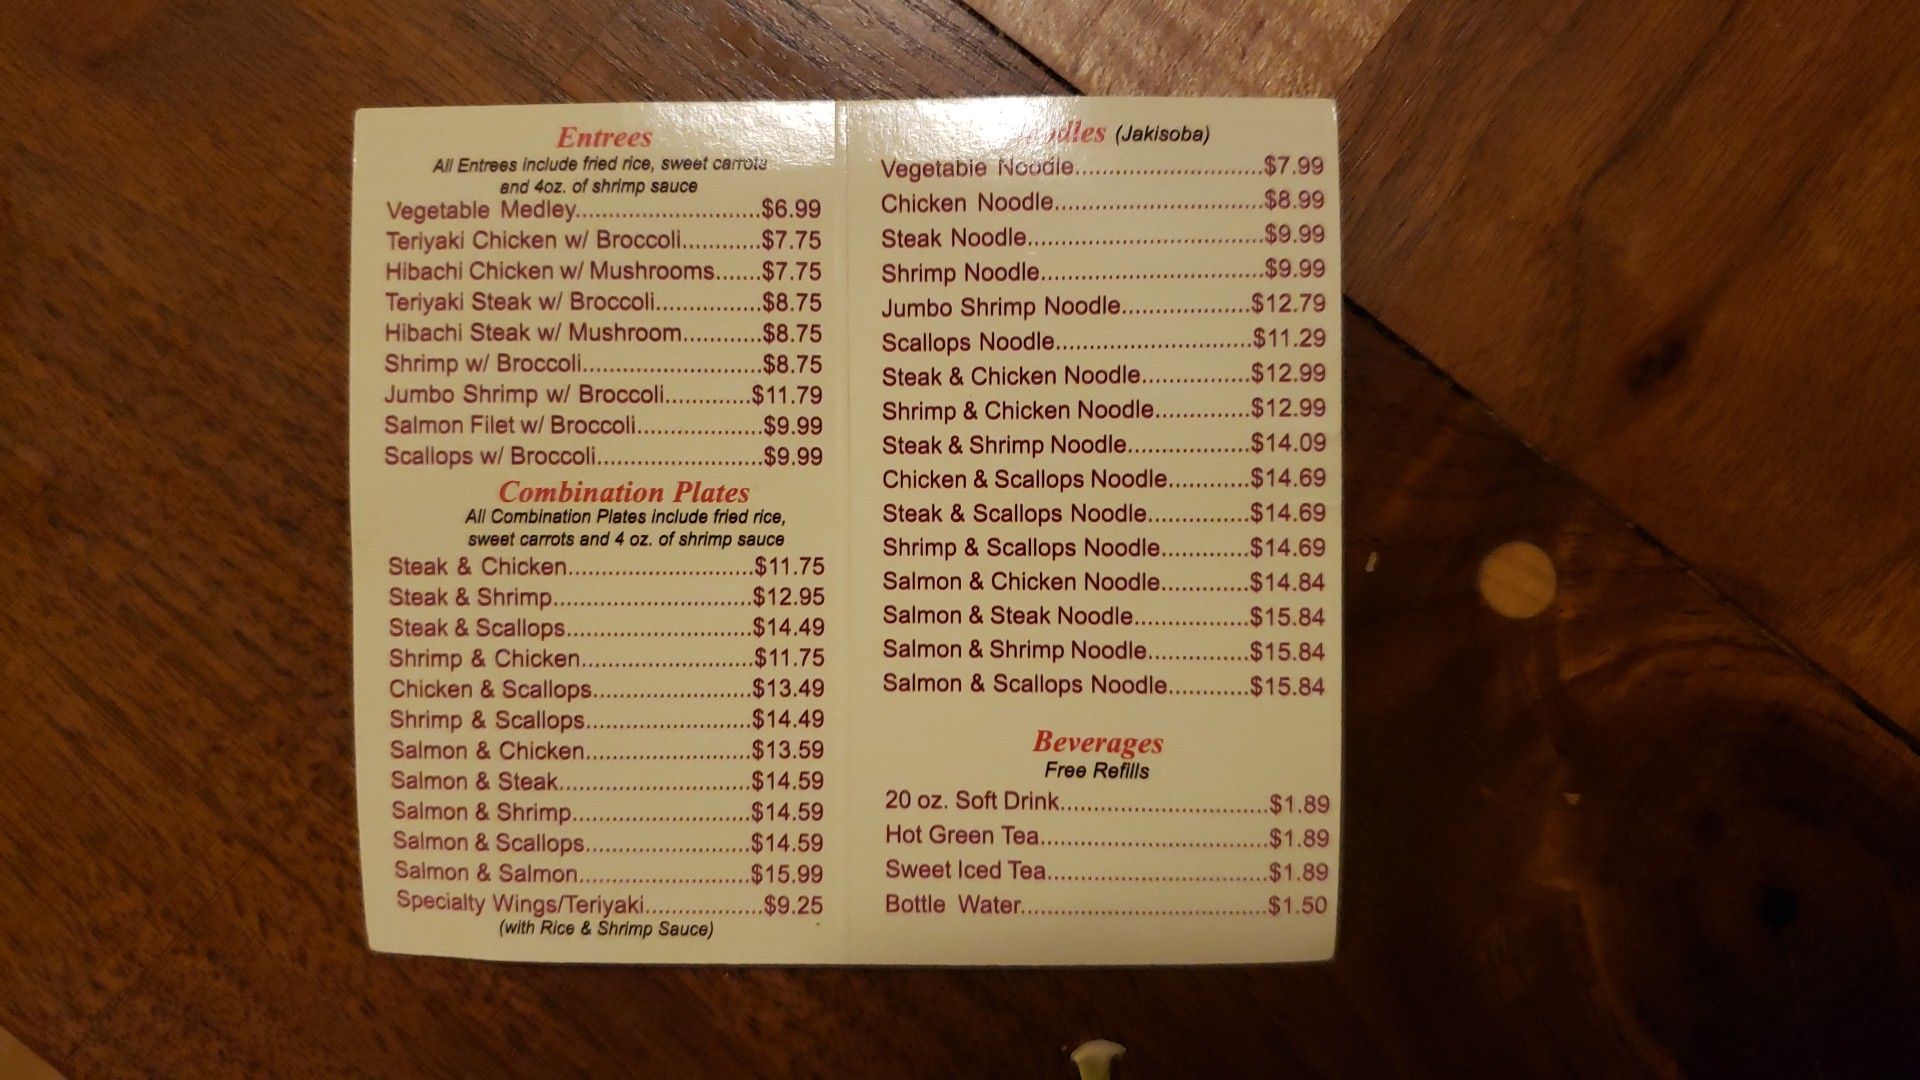 Entrees
All Entrees include fried rice, sweet carrots
and 4oz. of shrimp sauce
Vegetable Medley............................$6.99
Teriyaki Chicken w/ Broccoli............$7.75
Hibachi Chicken w/ Mushrooms.......$7.75
Teriyaki Steak w/ Broccoli................$8.75
Hibachi Steak w/ Mushroom............$8.75
Shrimp w/ Broccoli...........................$8.75
Jumbo Shrimp w/ Broccoli.............$11.79
Salmon Filet w/ Broccoli...................$9.99
Scallops w/ Broccoli.........................$9.99
Combination Plates
All Combination Plates include fried rice,
sweet carrots and 4 oz. of shrimp sauce
Steak & Chicken............................$11.75
Steak & Shrimp..............................$12.95
Steak & Scallops............................$14.49
Shrimp & Chicken..........................$11.75
Chicken & Scallops........................$13.49
Shrimp & Scallops.........................$14.49
Salmon & Chicken.........................$13.59
Salmon & Steak.............................$14.59
Salmon & Shrimp...........................$14.59
Salmon & Scallops.........................$14.59
Salmon & Salmon..........................$15.99
Specialty Wings/Teriyaki..................$9.25
(with Rice & Shrimp Sauce)
Noodles (Jakisoba)
Vegetable Noodle.............................$7.99
Chicken Noodle................................$8.99
Steak Noodle....................................$9.99
Shrimp Noodle..................................$9.99
Jumbo Shrimp Noodle....................$12.79
Scallops Noodle..............................$11.29
Steak & Chicken Noodle.................$12.99
Shrimp & Chicken Noodle...............$12.99
Steak & Shrimp Noodle...................$14.09
Chicken & Scallops Noodle.............$14.69
Steak & Scallops Noodle................$14.69
Shrimp & Scallops Noodle..............$14.69
Salmon & Chicken Noodle..............$14.84
Salmon & Steak Noodle..................$15.84
Salmon & Shrimp Noodle................$15.84
Salmon & Scallops Noodle.............$15.84
Beverages
Free Refills
20 oz. Soft Drink................................$1.89
Hot Green Tea...................................$1.89
Sweet Iced Tea..................................$1.89
Bottle Water......................................$1.50